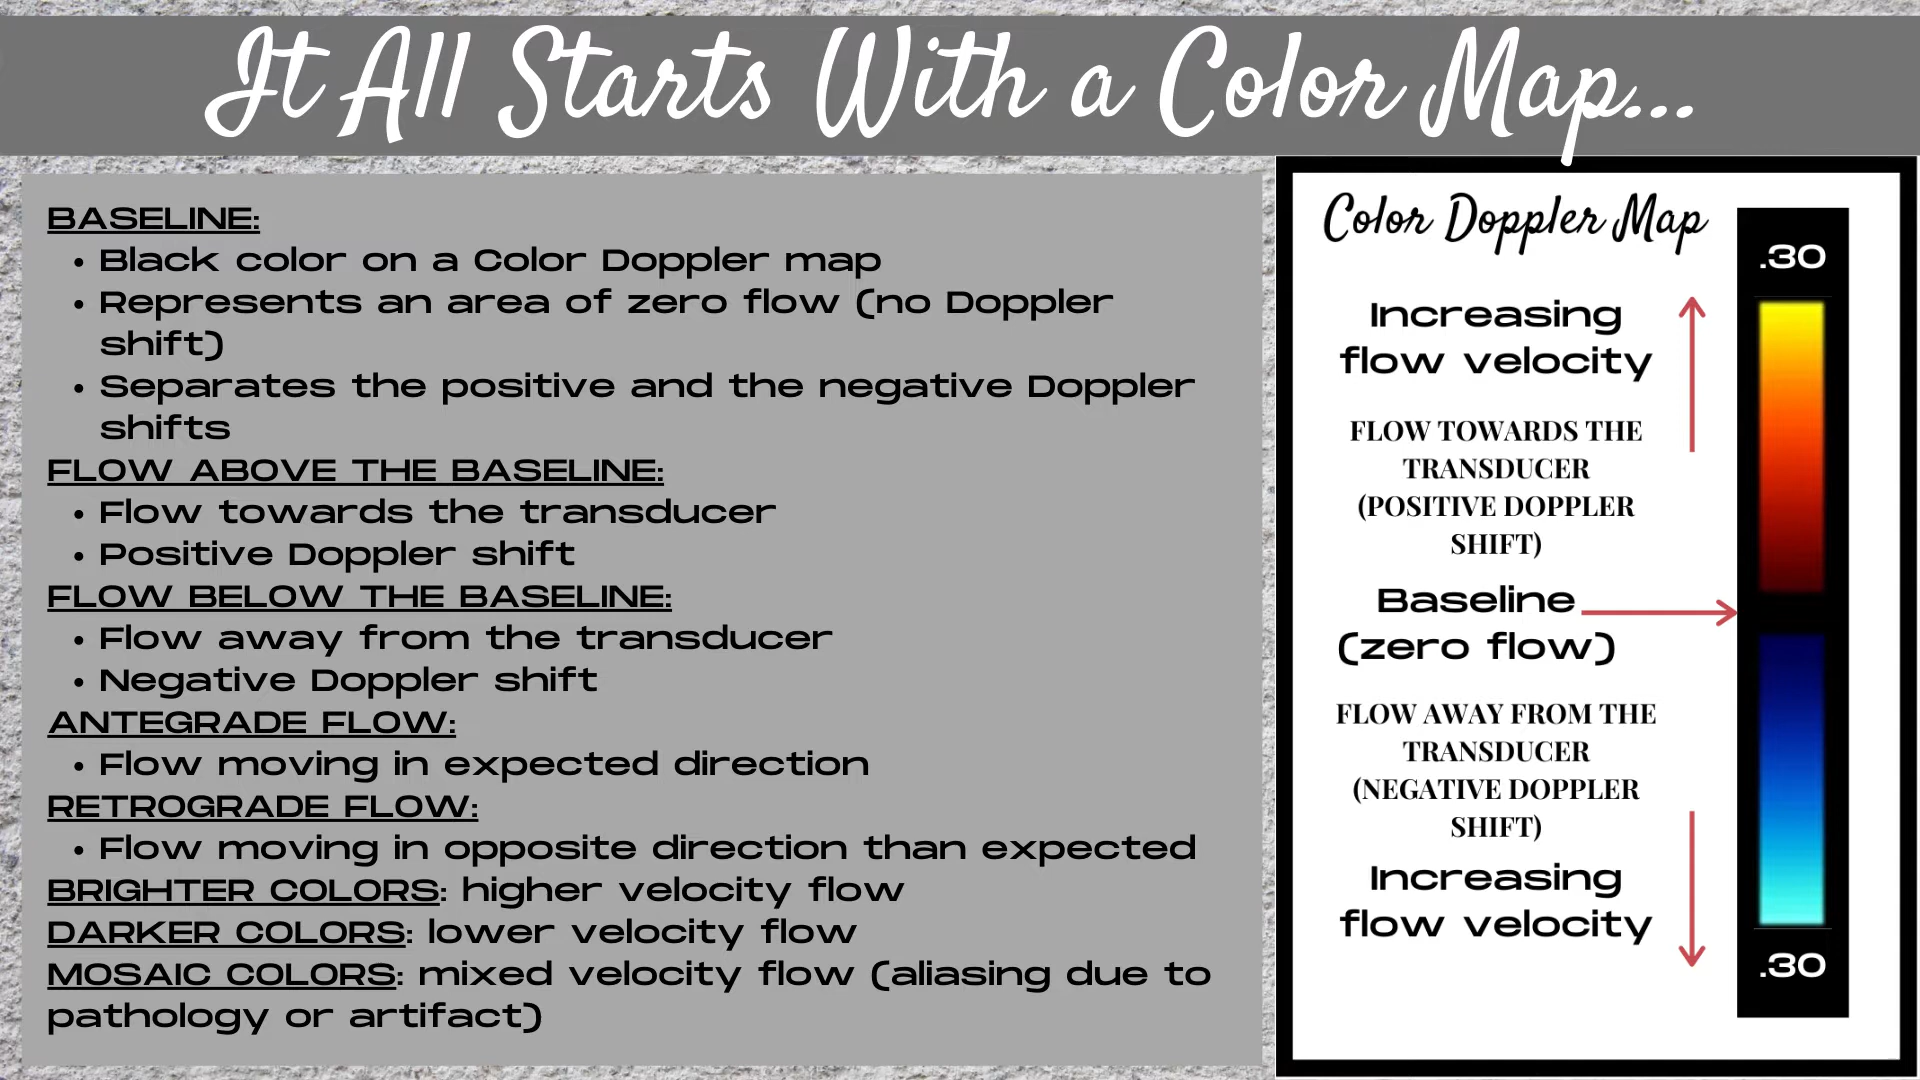 It All Starts With a Color Map...
BASELINE:
• Black color on a Color Doppler map
• Represents an area of zero flow (no Doppler
shift)
• Separates the positive and the negative Doppler
shifts
FLOW ABOVE THE BASELINE:
• Flow towards the transducer
• Positive Doppler shift
FLOW BELOW THE BASELINE:
• Flow away from the transducer
• Negative Doppler shift
ANTEGRADE FLOW:
• Flow moving in expected direction
RETROGRADE FLOW:
• Flow moving in opposite direction than expected
BRIGHTER COLORS: higher velocity flow
DARKER COLORS: lower velocity flow
MOSAIC COLORS: mixed velocity flow (aliasing due to
pathology or artifact)
Color Doppler Map
.30
Increasing
flow velocity
FLOW TOWARDS THE
TRANSDUCER
(POSITIVE DOPPLER
SHIFT)
Baseline
(zero flow)
FLOW AWAY FROM THE
TRANSDUCER
(NEGATIVE DOPPLER
SHIFT)
Increasing
flow velocity
.30